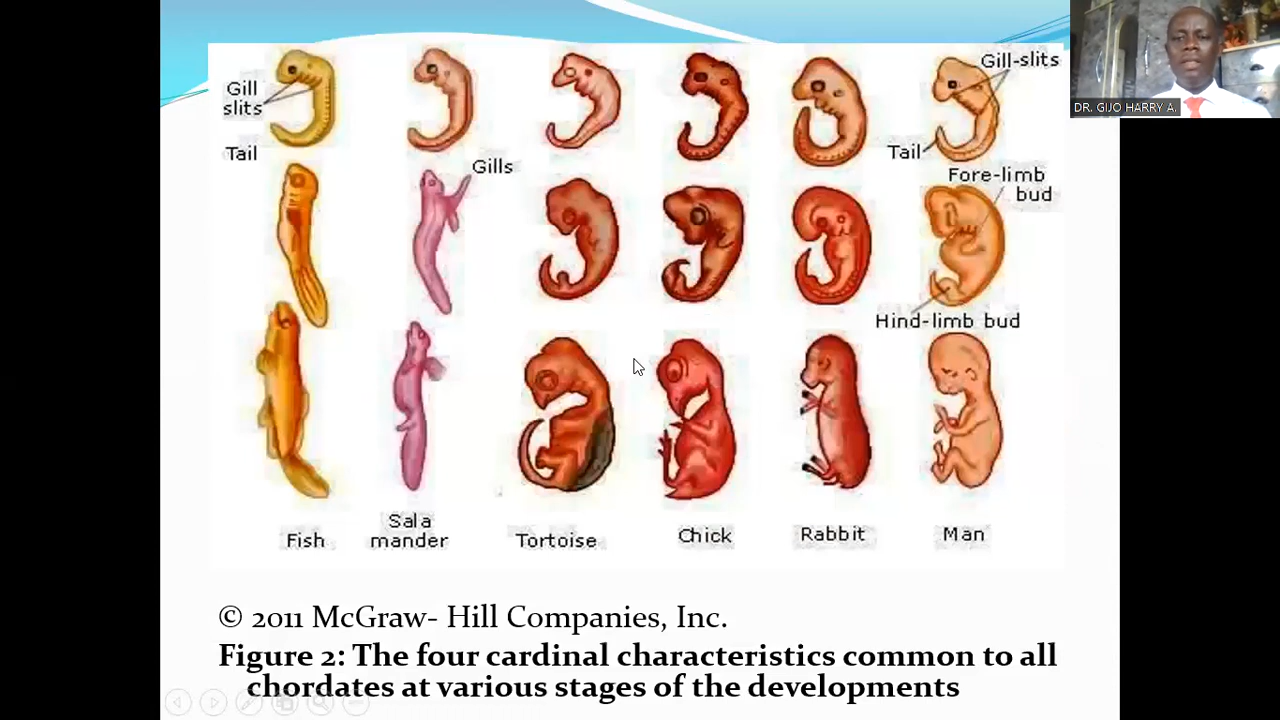 Gill
slits
Tail
Gills
Gill-slits
Tail
Fore-limb
bud
Hind-limb bud
Fish
Sala
mander
Tortoise
Chick
Rabbit
Man
© 2011 McGraw- Hill Companies, Inc.
Figure 2: The four cardinal characteristics common to all
chordates at various stages of the developments
DR. GIJO HARRY A.